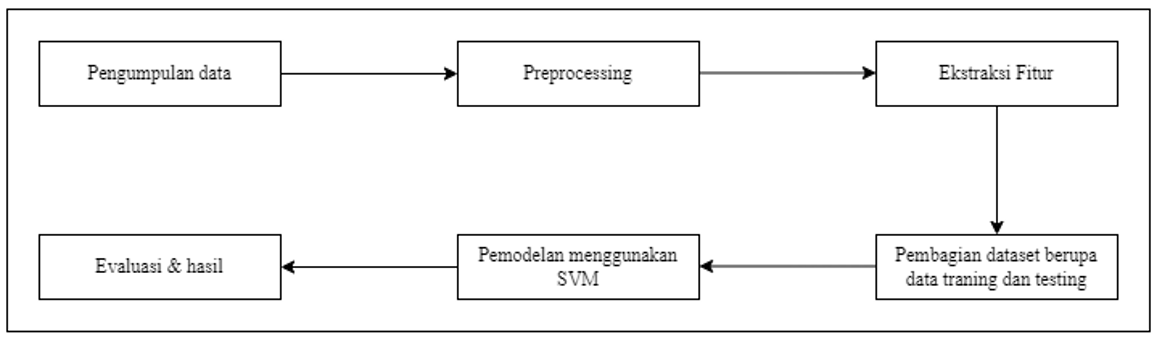 Pengumpulan data
Preprocessing
Ekstraksi Fitur
Pembagian dataset berupa
data traning dan testing
Pemodelan menggunakan
SVM
Evaluasi & hasil